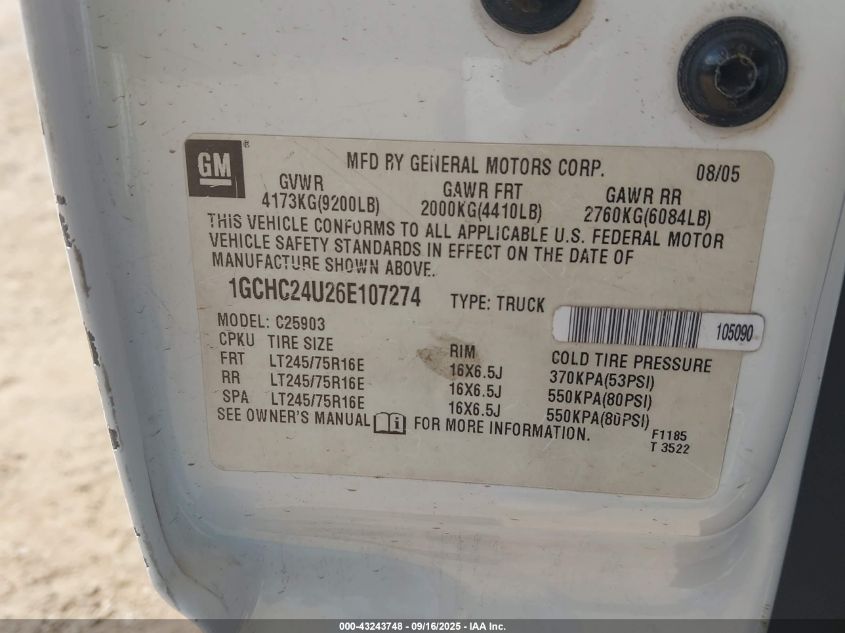 GM ®
MFD BY GENERAL MOTORS CORP. 08/05
GVWR GAWR FRT GAWR RR
4173KG(9200LB) 2000KG(4410LB) 2760KG(6084LB)
THIS VEHICLE CONFORMS TO ALL APPLICABLE U.S. FEDERAL MOTOR
VEHICLE SAFETY STANDARDS IN EFFECT ON THE DATE OF
MANUFACTURE SHOWN ABOVE.
1GCHC24U26E107274 TYPE: TRUCK
105090
MODEL: C25903
CPKU TIRE SIZE RIM COLD TIRE PRESSURE
FRT LT245/75R16E 16X6.5J 370KPA(53PSI)
RR LT245/75R16E 16X6.5J 550KPA(80PSI)
SPA LT245/75R16E 16X6.5J 550KPA(80PSI)
SEE OWNER'S MANUAL i FOR MORE INFORMATION.
F1185
T 3522
000-43243748 - 09/16/2025 - IAA Inc.